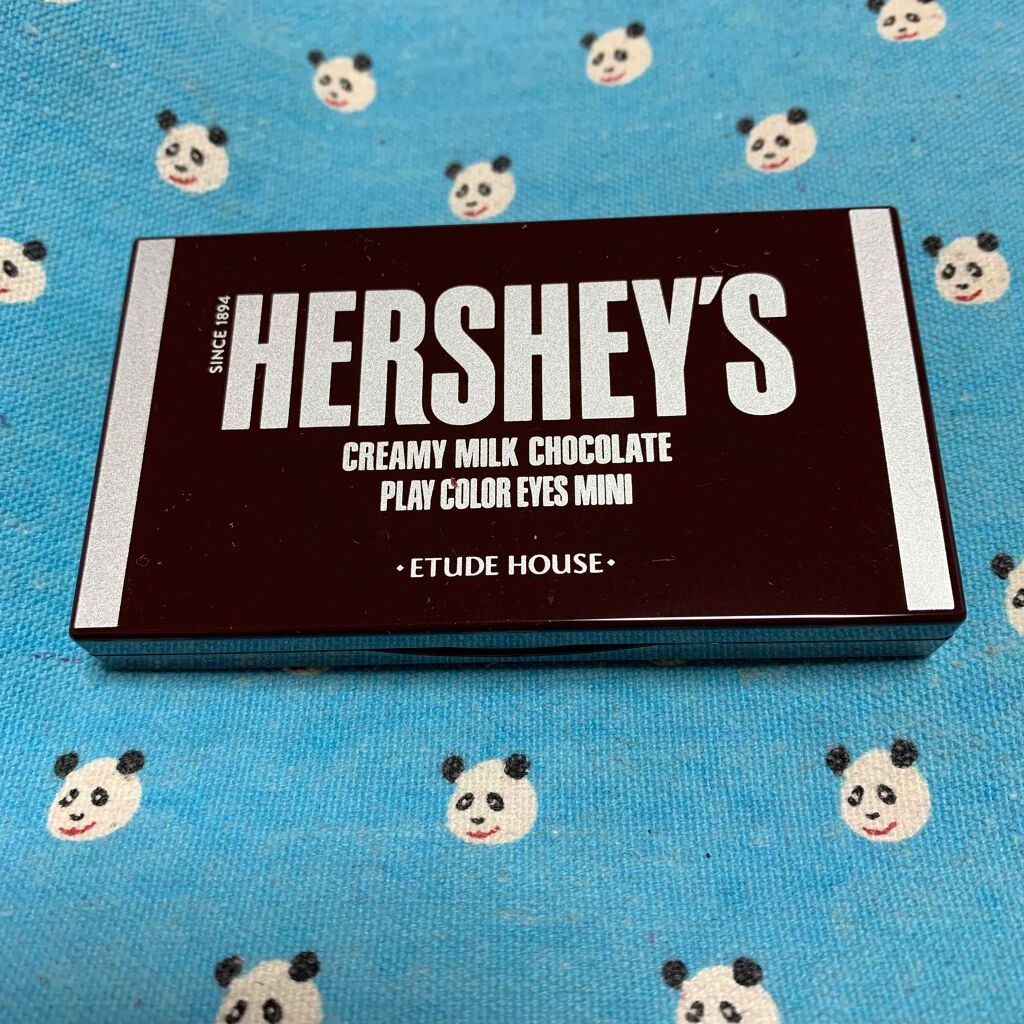 SINCE 1894
HERSHEY'S
CREAMY MILK CHOCOLATE
PLAY COLOR EYES MINI
•ETUDE HOUSE•